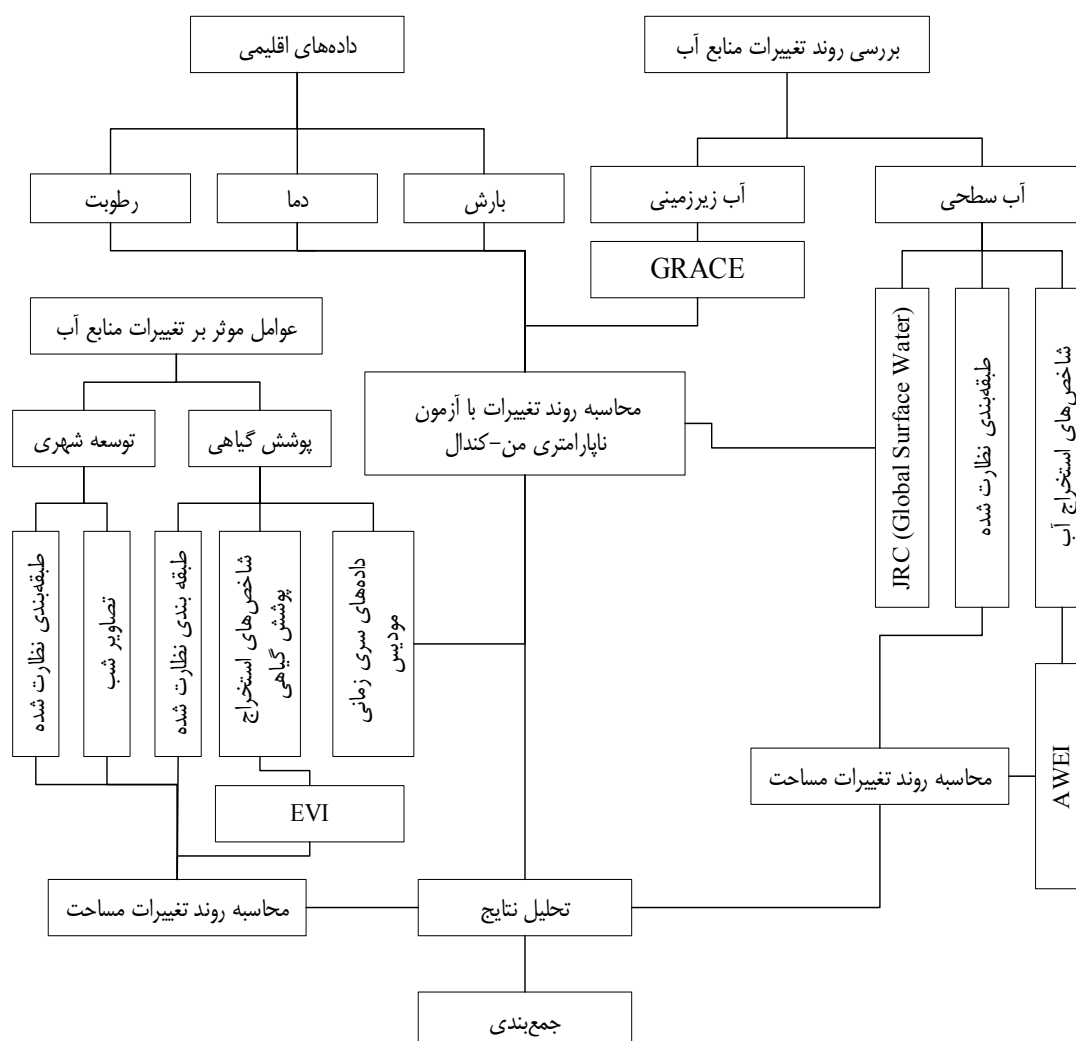 بررسی روند تغییرات منابع آب
داده‌های اقلیمی
آب سطحی
آب زیرزمینی
بارش
دما
رطوبت
GRACE
شاخص‌های استخراج آب
طبقه‌بندی نظارت شده
JRC (Global Surface Water)
عوامل موثر بر تغییرات منابع آب
محاسبه روند تغییرات با آزمون
ناپارامتری من-کندال
پوشش گیاهی
توسعه شهری
داده‌های سری زمانی
مودیس
شاخص‌های استخراج
پوشش گیاهی
طبقه بندی نظارت شده
تصاویر شب
طبقه‌بندی نظارت شده
AWEI
محاسبه روند تغییرات مساحت
EVI
تحلیل نتایج
محاسبه روند تغییرات مساحت
جمع‌بندی